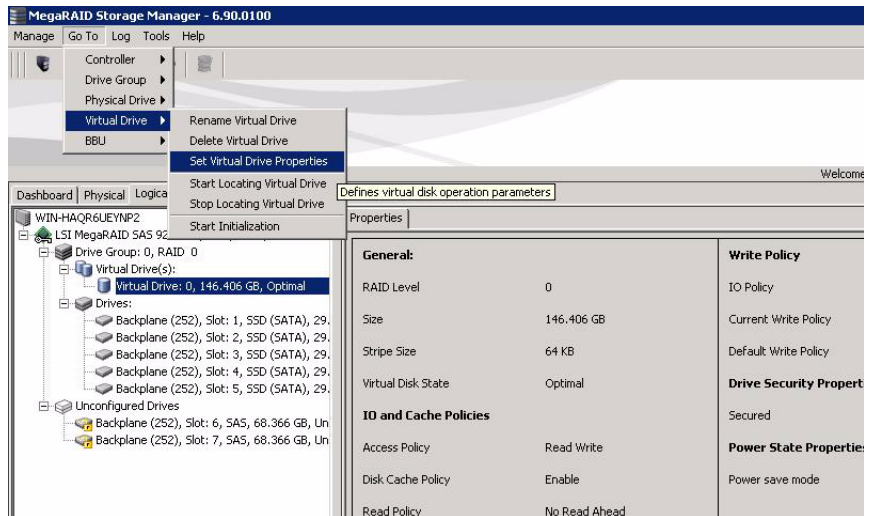 MegaRAID Storage Manager - 6.90.0100
Manage Go To Log Tools Help
Controller
Drive Group
Physical Drive
Virtual Drive
BBU
Rename Virtual Drive
Delete Virtual Drive
Set Virtual Drive Properties
Start Locating Virtual Drive
Stop Locating Virtual Drive
Start Initialization
Defines virtual disk operation parameters
Welcome
Dashboard Physical Logica
WIN-HAQR6UEYNP2
LSI MegaRAID SAS 92
Drive Group: 0, RAID 0
Virtual Drive(s):
Virtual Drive: 0, 146.406 GB, Optimal
Drives:
Backplane (252), Slot: 1, SSD (SATA), 29.
Backplane (252), Slot: 2, SSD (SATA), 29.
Backplane (252), Slot: 3, SSD (SATA), 29.
Backplane (252), Slot: 4, SSD (SATA), 29.
Backplane (252), Slot: 5, SSD (SATA), 29.
Unconfigured Drives
Backplane (252), Slot: 6, SAS, 68.366 GB, Un
Backplane (252), Slot: 7, SAS, 68.366 GB, Un
Properties
General:
RAID Level 0
Size 146.406 GB
Stripe Size 64 KB
Virtual Disk State Optimal
IO and Cache Policies
Access Policy Read Write
Disk Cache Policy Enable
Read Policy No Read Ahead
Write Policy
IO Policy
Current Write Policy
Default Write Policy
Drive Security Propert
Secured
Power State Propertie
Power save mode